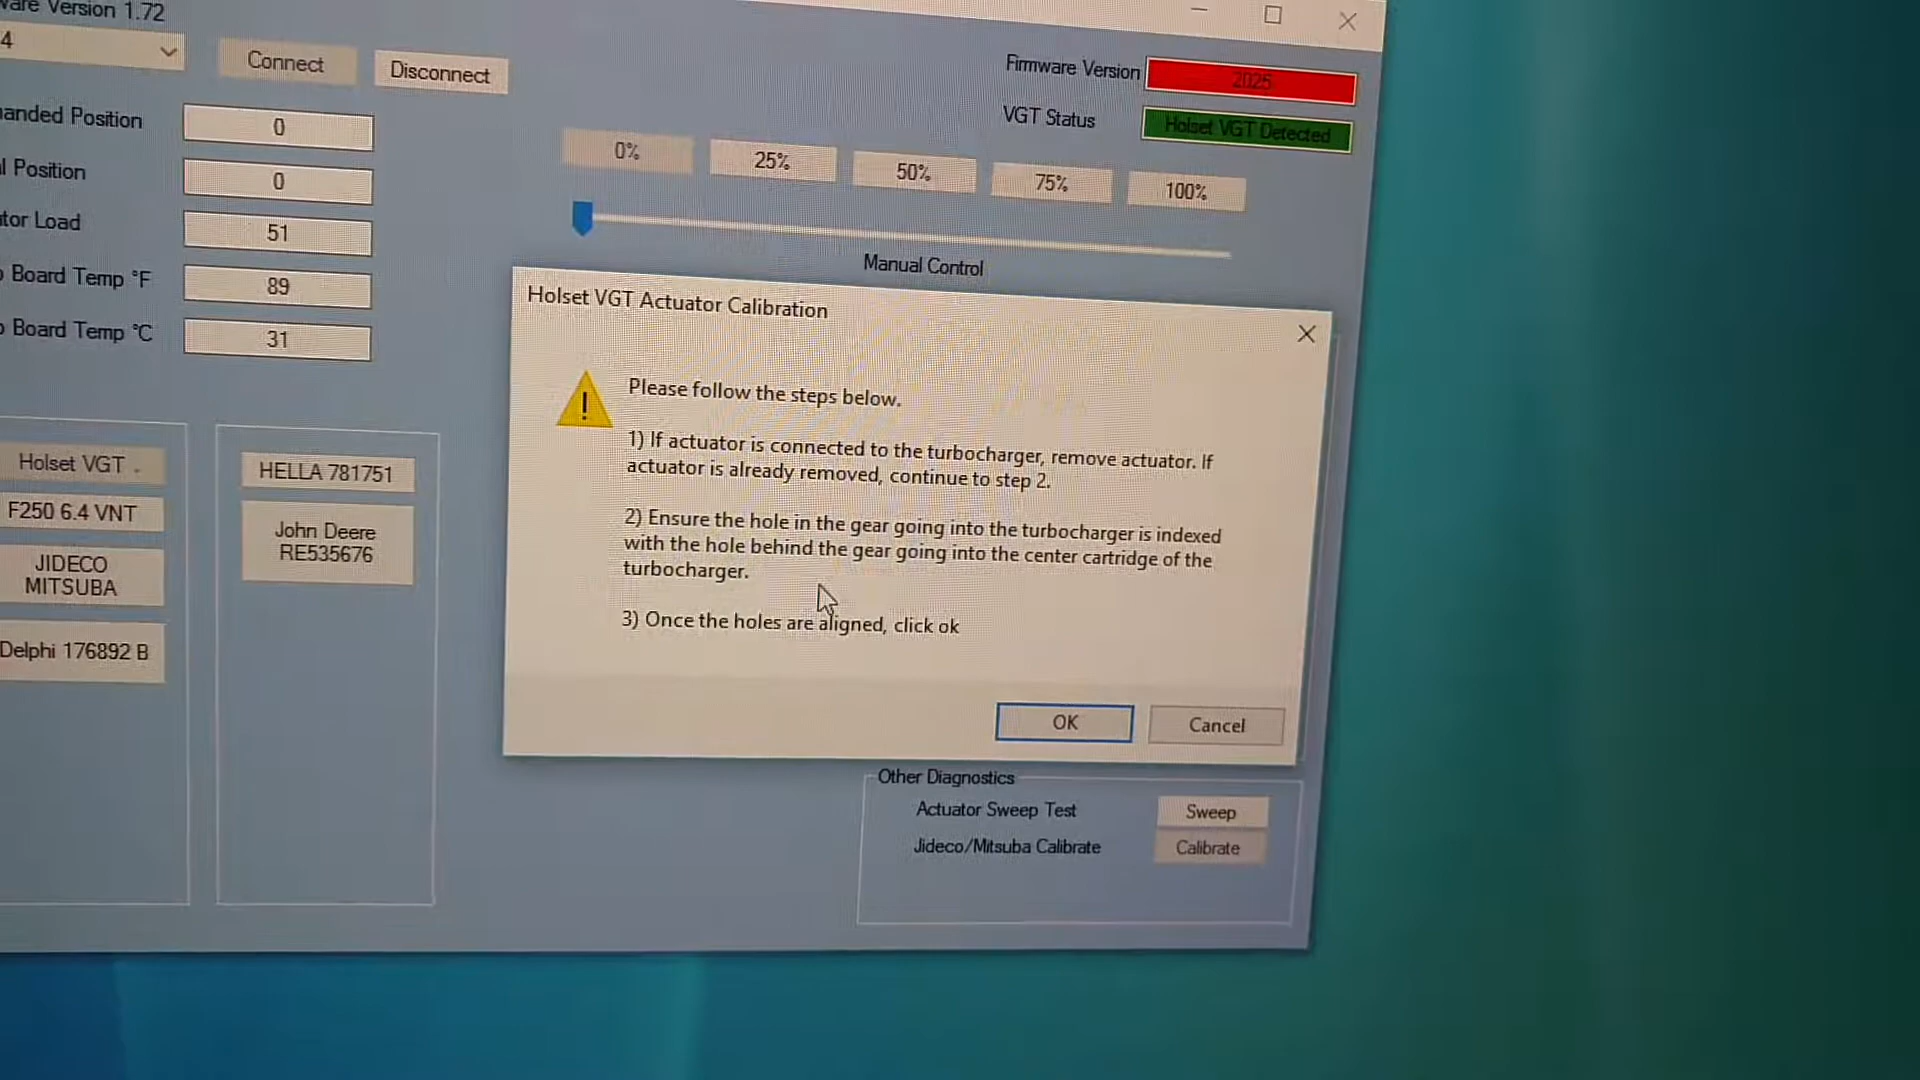 ware Version 1.72
4
Connect
Disconnect
Firmware Version
2025
VGT Status
Holset VGT Detected
anded Position
0
l Position
0
tor Load
51
Board Temp °F
89
Board Temp °C
31
0%
25%
50%
75%
100%
Manual Control
Holset VGT Actuator Calibration
Please follow the steps below.
1) If actuator is connected to the turbocharger, remove actuator. If
actuator is already removed, continue to step 2.
2) Ensure the hole in the gear going into the turbocharger is indexed
with the hole behind the gear going into the center cartridge of the
turbocharger.
3) Once the holes are aligned, click ok
OK
Cancel
Holset VGT
F250 6.4 VNT
JIDECO
MITSUBA
Delphi 176892 B
HELLA 781751
John Deere
RE535676
Other Diagnostics
Actuator Sweep Test
Sweep
Jideco/Mitsuba Calibrate
Calibrate